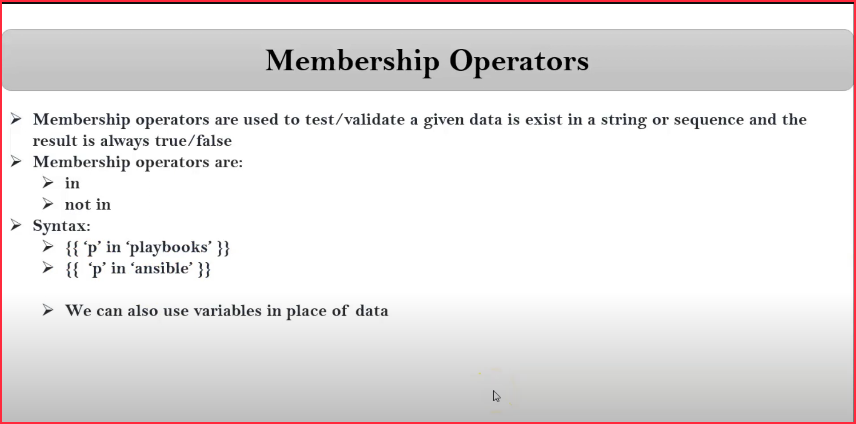 Membership Operators
➢ Membership operators are used to test/validate a given data is exist in a string or sequence and the
result is always true/false
➢ Membership operators are:
➢ in
➢ not in
➢ Syntax:
➢ {{ ‘p’ in ‘playbooks’ }}
➢ {{ ‘p’ in ‘ansible’ }}
➢ We can also use variables in place of data